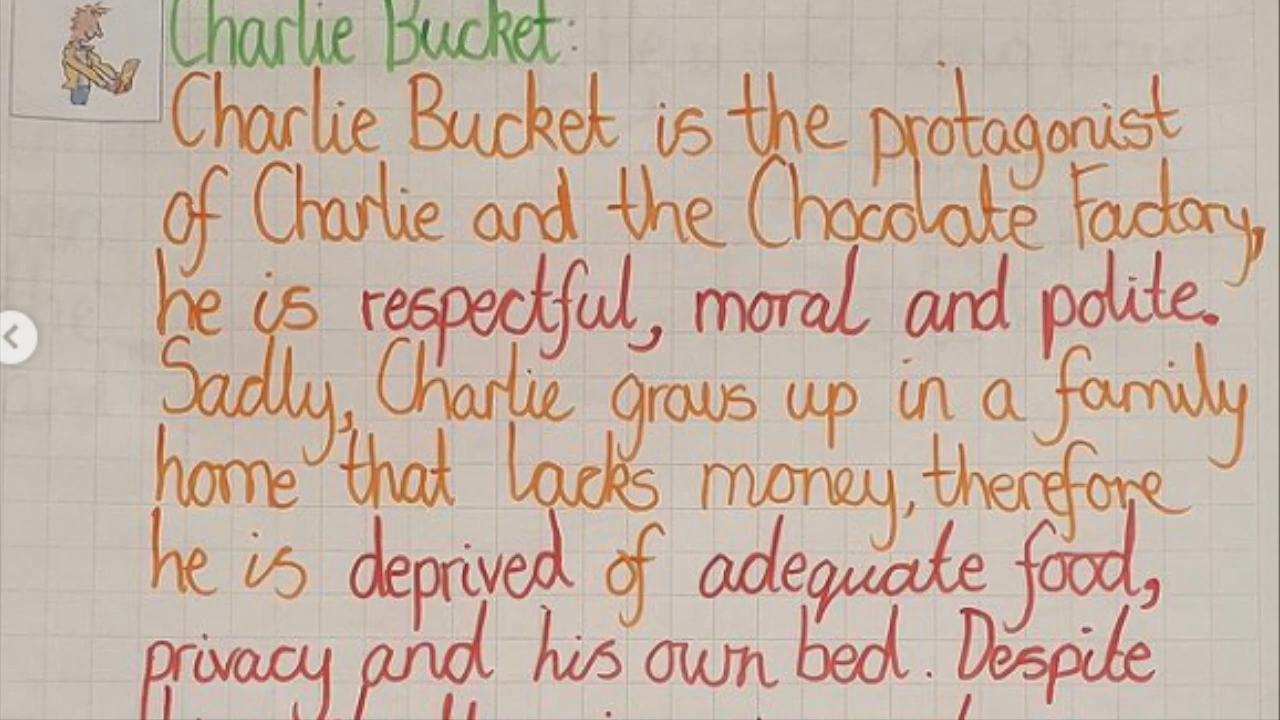 Charlie Bucket:
Charlie Bucket is the protagonist
of Charlie and the Chocolate Factory,
he is respectful, moral and polite.
Sadly, Charlie grows up in a family
home that lacks money, therefore
he is deprived of adequate food,
privacy and his own bed. Despite